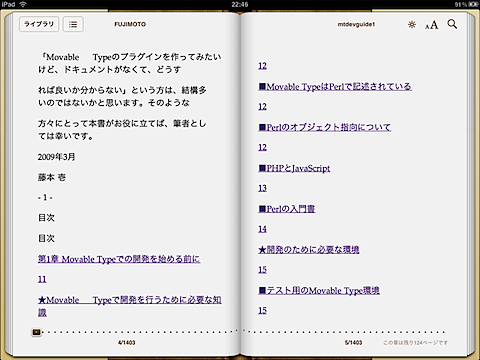 iPad
22:46
91%
ライブラリ
FUJIMOTO
mtdevguide1
AA
「Movable Typeのプラグインを作ってみたい
けど、ドキュメントがなくて、どうす
れば良いか分からない」という方は、結構多
いのではないかと思います。そのような
方々にとって本書がお役に立てば、筆者とし
ては幸いです。
2009年3月
藤本 壱
- 1 -
目次
目次
第1章 Movable Typeでの開発を始める前に
11
★Movable Typeで開発を行うために必要な知
識
4/1403
12
■Movable TypeはPerlで記述されている
12
■Perlのオブジェクト指向について
12
■PHPとJavaScript
13
■Perlの入門書
14
★開発のために必要な環境
15
■テスト用のMovable Type環境
15
5/1403
この章は残り124ページです